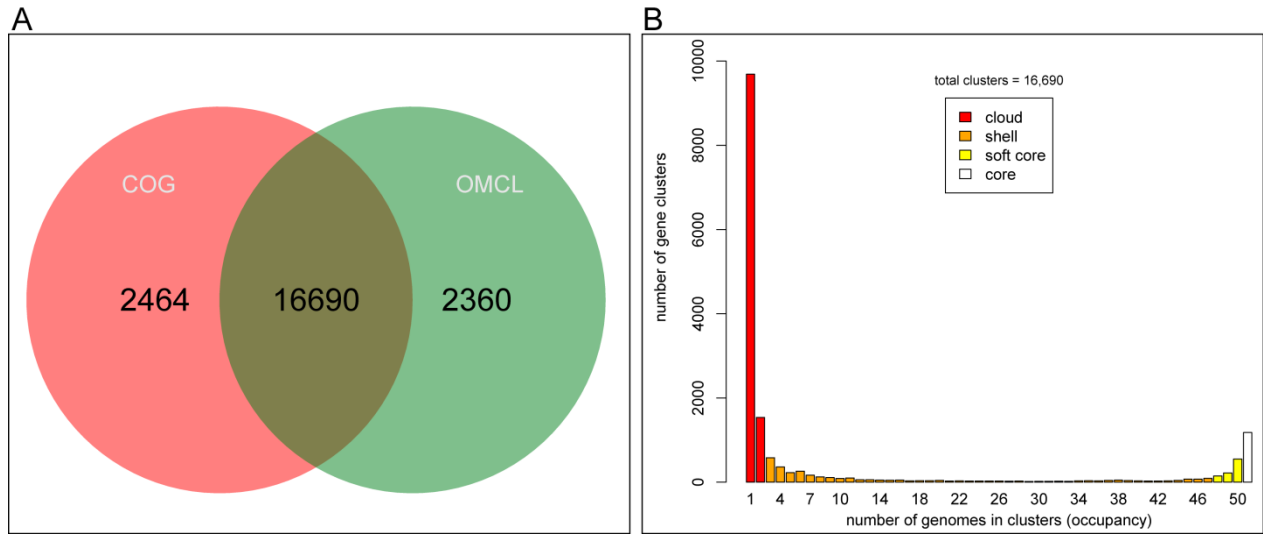 A
COG
OMCL
2464
16690
2360
B
total clusters = 16,690
cloud
shell
soft core
core
number of gene clusters
10000
8000
6000
4000
2000
0
1 4 7 10 14 18 22 26 30 34 38 42 46 50
number of genomes in clusters (occupancy)